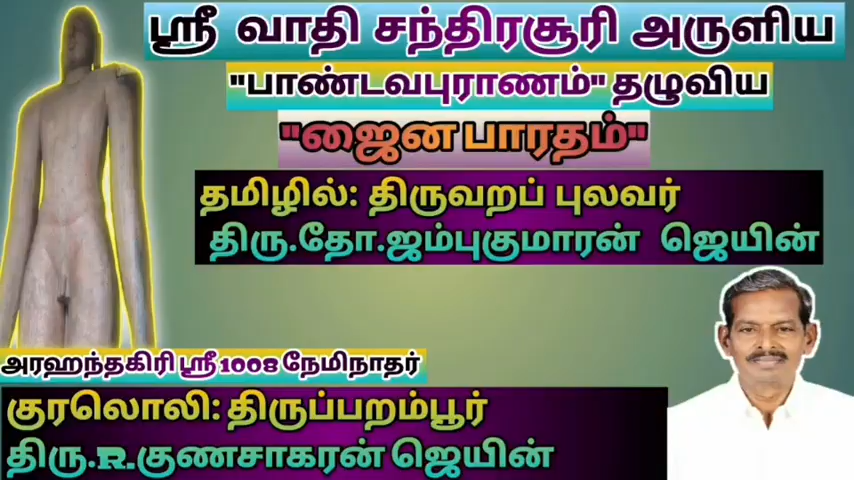 ஸ்ரீ வாதி சந்திரசூரி அருளிய
"பாண்டவபுராணம்" தழுவிய
"ஜைன பாரதம்"
தமிழில்: திருவறப் புலவர்
திரு.தோ.ஜம்புகுமாரன் ஜெயின்
அரஹந்தகிரி ஸ்ரீ 1008 நேமிநாதர்
குரலொலி: திருப்பறம்பூர்
திரு.R.குணசாகரன் ஜெயின்